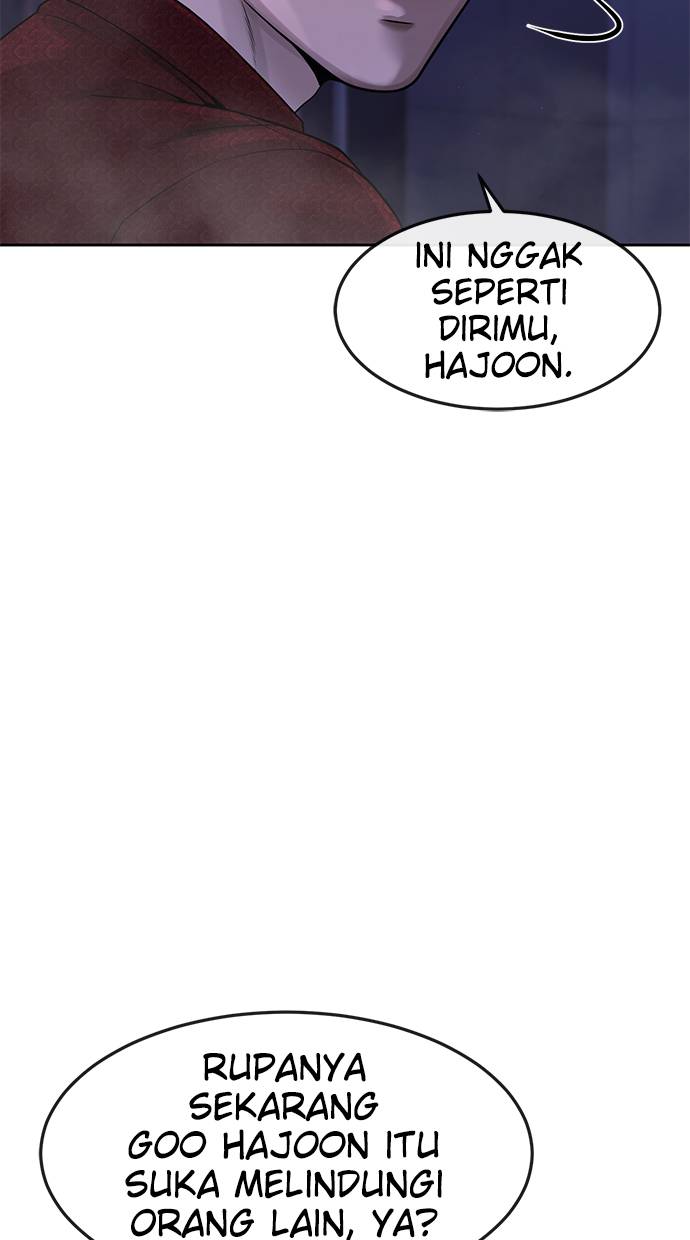 INI NGGAK
SEPERTI
DIRIMU,
HAJOON.
RUPANYA
SEKARANG
GOO HAJOON ITU
SUKA MELINDUNGI
ORANG LAIN, YA?